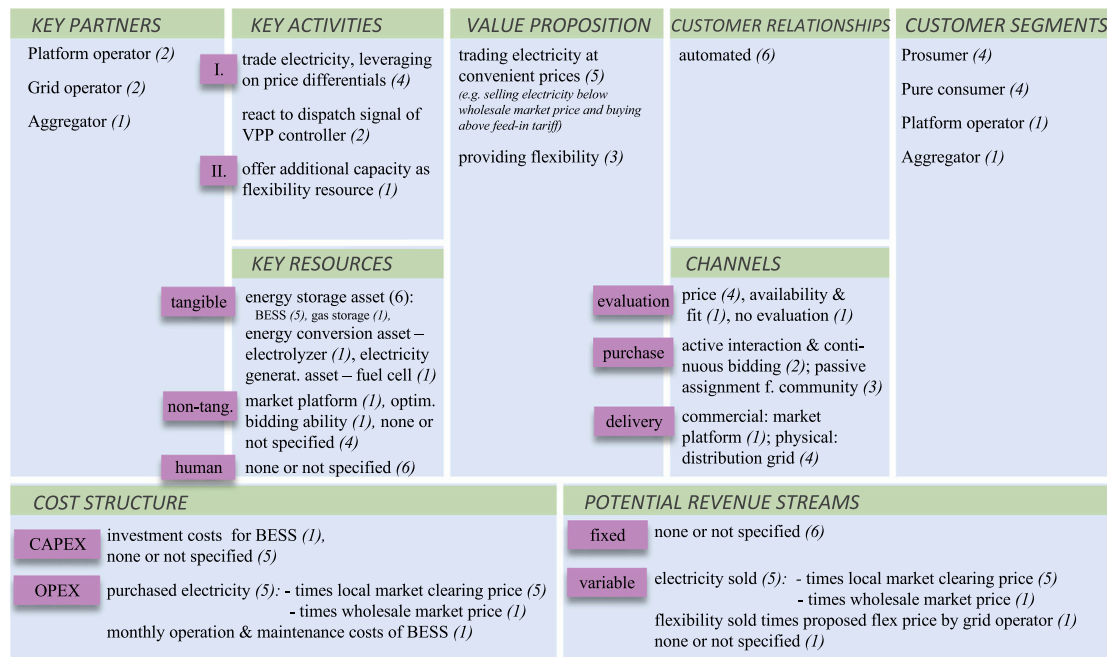 KEY PARTNERS
Platform operator (2)
Grid operator (2)
Aggregator (1)
KEY ACTIVITIES
I.
trade electricity, leveraging
on price differentials (4)
react to dispatch signal of
VPP controller (2)
II.
offer additional capacity as
flexibility resource (1)
KEY RESOURCES
tangible
energy storage asset (6):
BESS (5), gas storage (1),
energy conversion asset –
electrolyzer (1), electricity
generat. asset – fuel cell (1)
non-tang.
market platform (1), optim.
bidding ability (1), none or
not specified (4)
human
none or not specified (6)
VALUE PROPOSITION
trading electricity at
convenient prices (5)
(e.g. selling electricity below
wholesale market price and buying
above feed-in tariff)
providing flexibility (3)
CUSTOMER RELATIONSHIPS
automated (6)
CHANNELS
evaluation
price (4), availability &
fit (1), no evaluation (1)
purchase
active interaction & conti-
nuous bidding (2); passive
assignment f. community (3)
delivery
commercial: market
platform (1); physical:
distribution grid (4)
CUSTOMER SEGMENTS
Prosumer (4)
Pure consumer (4)
Platform operator (1)
Aggregator (1)
COST STRUCTURE
CAPEX
investment costs for BESS (1),
none or not specified (5)
OPEX
purchased electricity (5): - times local market clearing price (5)
- times wholesale market price (1)
monthly operation & maintenance costs of BESS (1)
POTENTIAL REVENUE STREAMS
fixed
none or not specified (6)
variable
electricity sold (5): - times local market clearing price (5)
- times wholesale market price (1)
flexibility sold times proposed flex price by grid operator (1)
none or not specified (1)